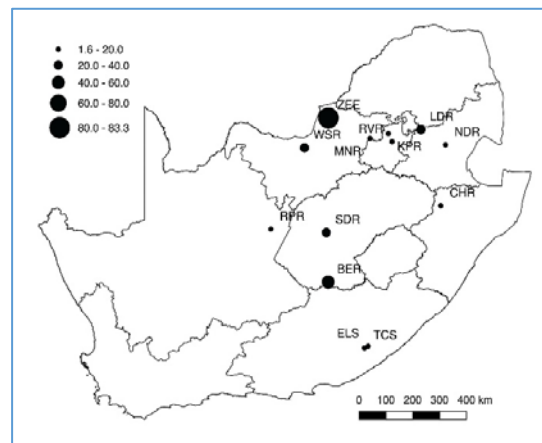 1.6 - 20.0
20.0 - 40.0
40.0 - 60.0
60.0 - 80.0
80.0 - 83.3
ZEE
LDR
RVR
WSR
NDR
MNR
KPR
CHR
RPR
SDR
BER
ELS TCS
0 100 200 300 400 km